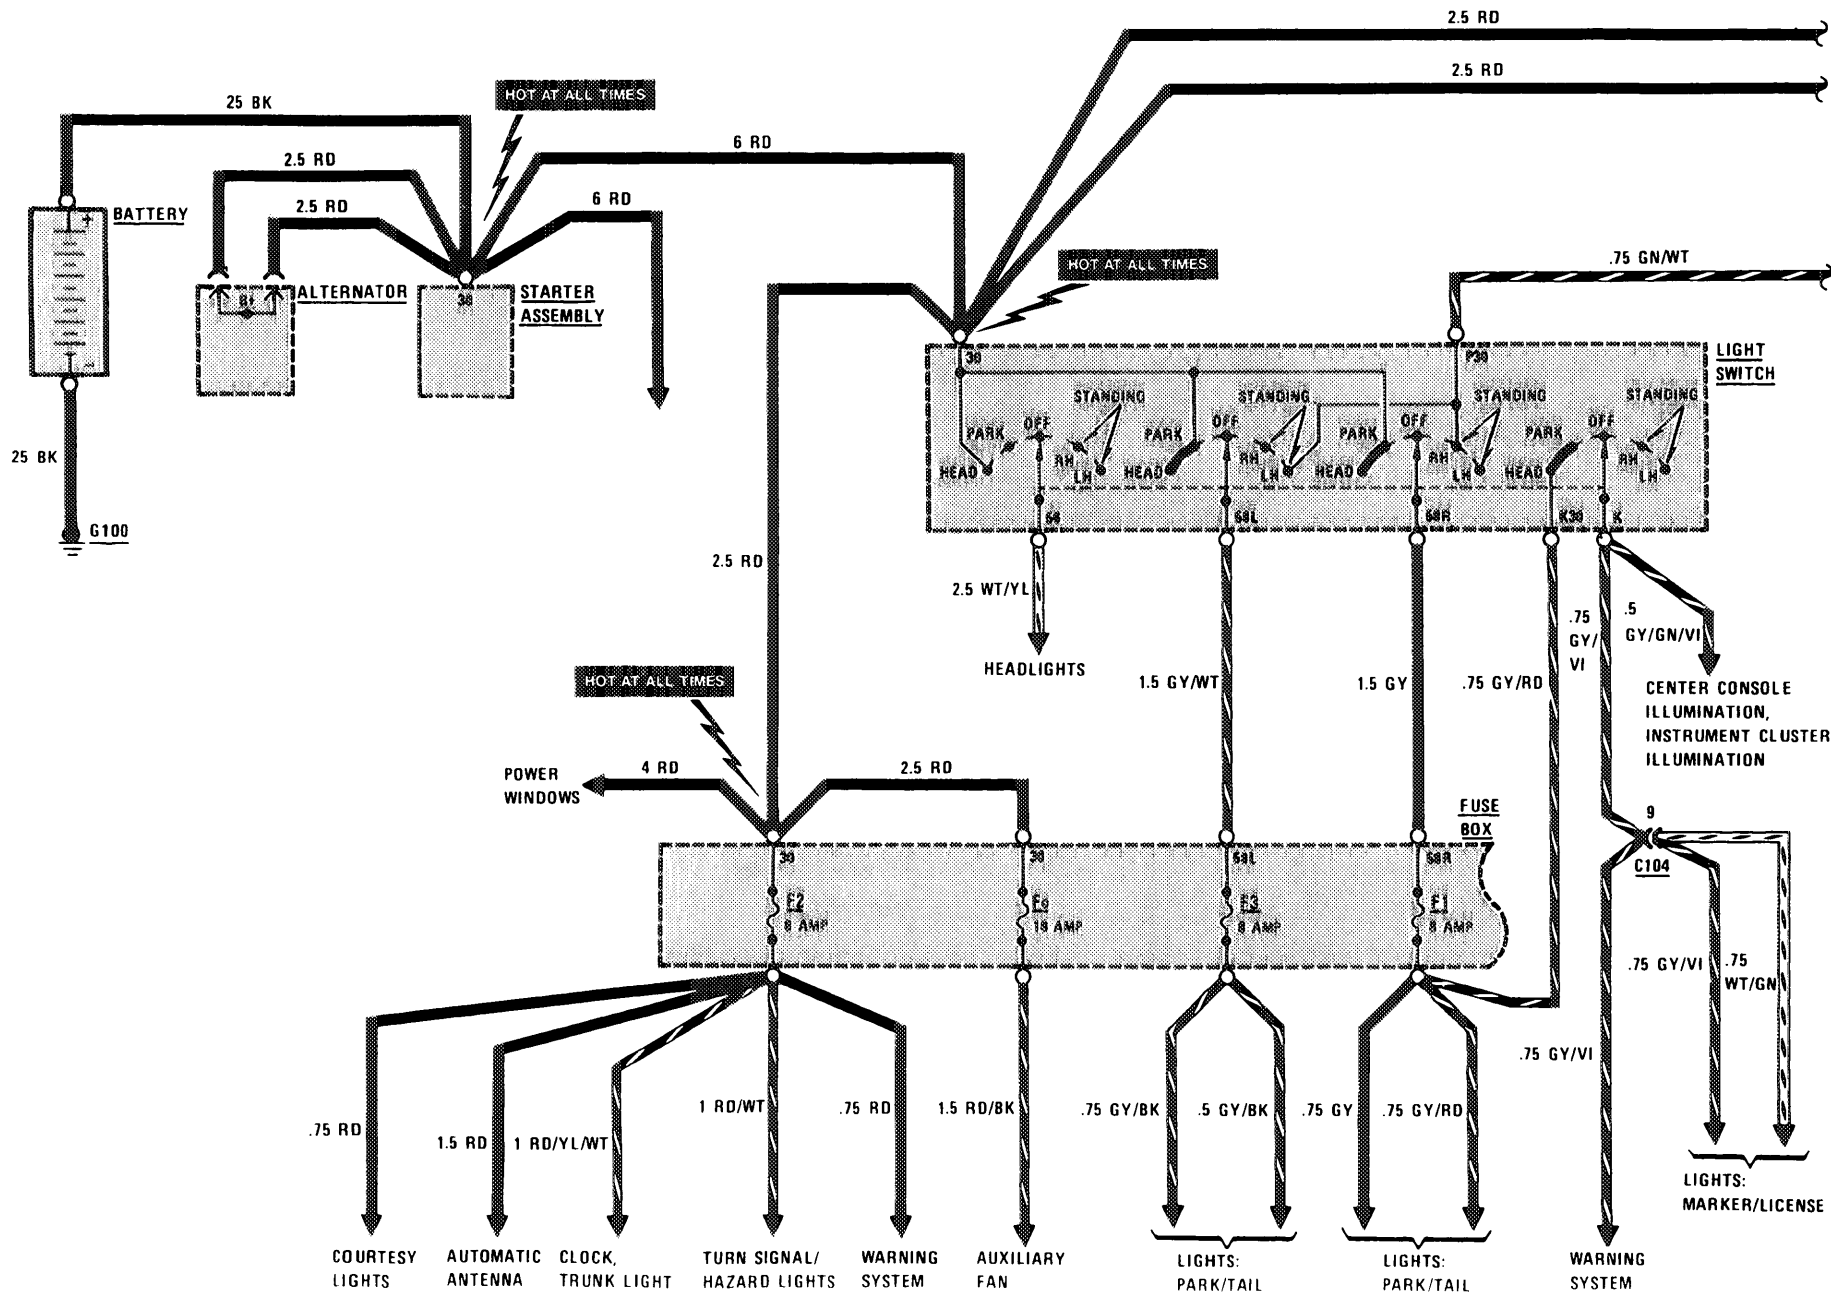 2.5 RD
2.5 RD
HOT AT ALL TIMES
25 BK
6 RD
2.5 RD
6 RD
2.5 RD
BATTERY
+
-
HOT AT ALL TIMES
.75 GN/WT
ALTERNATOR
B+
STARTER
ASSEMBLY
30
LIGHT
SWITCH
30
P30
STANDING
STANDING
STANDING
STANDING
PARK
OFF
PARK
OFF
PARK
OFF
PARK
OFF
HEAD
RH
LH
HEAD
RH
LH
HEAD
RH
LH
HEAD
RH
LH
56
58L
58R
K30
K
25 BK
G100
2.5 RD
2.5 WT/YL
HEADLIGHTS
.75
GY/
VI
.5
GY/GN/VI
1.5 GY/WT
1.5 GY
.75 GY/RD
CENTER CONSOLE
ILLUMINATION,
INSTRUMENT CLUSTER
ILLUMINATION
HOT AT ALL TIMES
POWER
WINDOWS
4 RD
2.5 RD
FUSE
BOX
9
C104
30
30
58L
58R
F2
8 AMP
16 AMP
F3
8 AMP
F1
8 AMP
.75 GY/VI
.75
WT/GN
.75 GY/VI
.75 RD
1.5 RD
1 RD/YL/WT
1 RD/WT
.75 RD
1.5 RD/BK
.75 GY/BK
.5 GY/BK
.75 GY
.75 GY/RD
LIGHTS:
MARKER/LICENSE
COURTESY
LIGHTS
AUTOMATIC
ANTENNA
CLOCK,
TRUNK LIGHT
TURN SIGNAL/
HAZARD LIGHTS
WARNING
SYSTEM
AUXILIARY
FAN
LIGHTS:
PARK/TAIL
LIGHTS:
PARK/TAIL
WARNING
SYSTEM